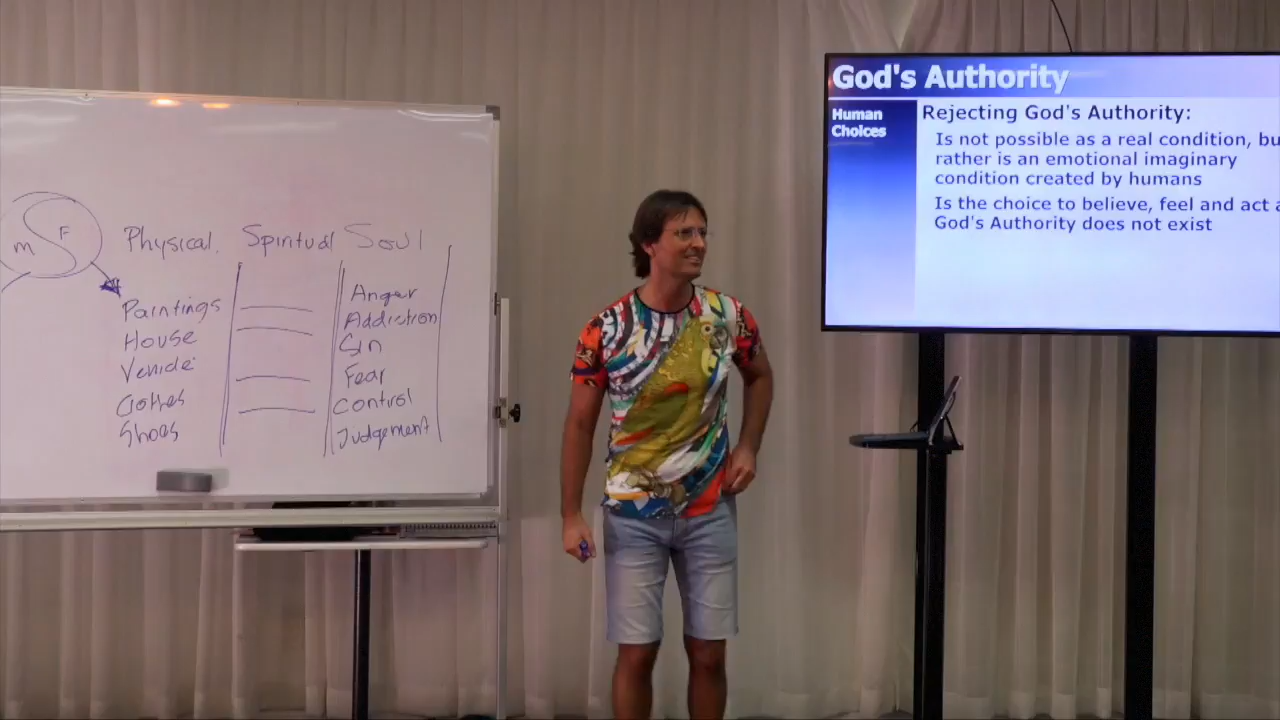 m F
Physical. Spiritual Soul
Paintings
House
Vehicle
Clothes
Shoes
Anger
Addiction
Sin
Fear
Control
Judgement
God's Authority
Human
Choices
Rejecting God's Authority:
Is not possible as a real condition, bu
rather is an emotional imaginary
condition created by humans
Is the choice to believe, feel and act a
God's Authority does not exist